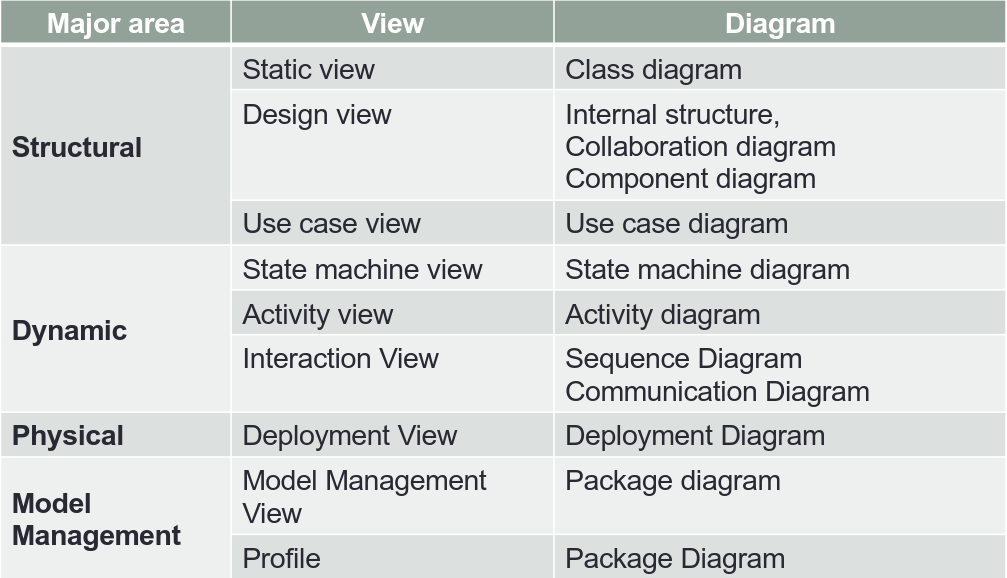 Major area View Diagram
Structural
Static view Class diagram
Design view Internal structure,
Collaboration diagram
Component diagram
Use case view Use case diagram
Dynamic
State machine view State machine diagram
Activity view Activity diagram
Interaction View Sequence Diagram
Communication Diagram
Physical Deployment View Deployment Diagram
Model
Management
Model Management
View
Package diagram
Profile Package Diagram